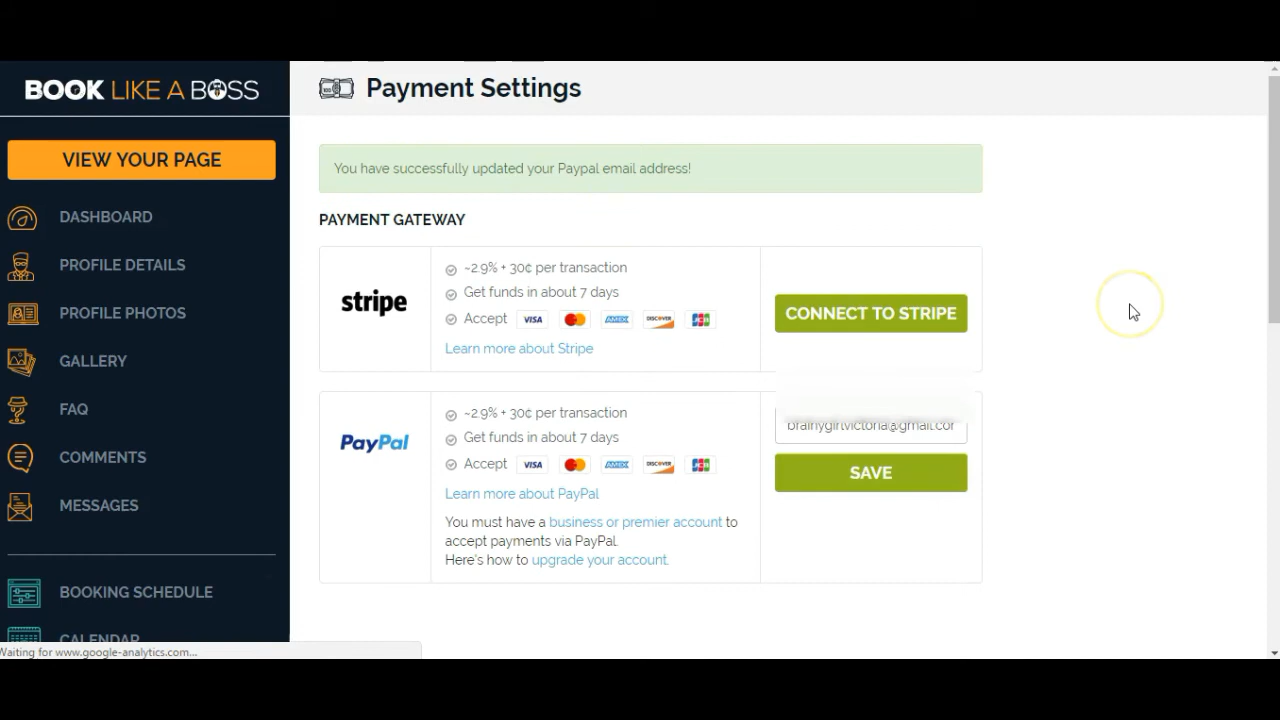 BOOK LIKE A BOSS
Payment Settings
VIEW YOUR PAGE
DASHBOARD
PROFILE DETAILS
PROFILE PHOTOS
GALLERY
FAQ
COMMENTS
MESSAGES
BOOKING SCHEDULE
CALENDAR
You have successfully updated your Paypal email address!
PAYMENT GATEWAY
stripe
~2.9% + 30¢ per transaction
Get funds in about 7 days
Accept VISA AMEX DISCOVER JCB
Learn more about Stripe
CONNECT TO STRIPE
PayPal
~2.9% + 30¢ per transaction
Get funds in about 7 days
Accept VISA AMEX DISCOVER JCB
Learn more about PayPal
You must have a business or premier account to
accept payments via PayPal.
Here's how to upgrade your account.
brainygirlvictoria@gmail.cor
SAVE
Waiting for www.google-analytics.com...